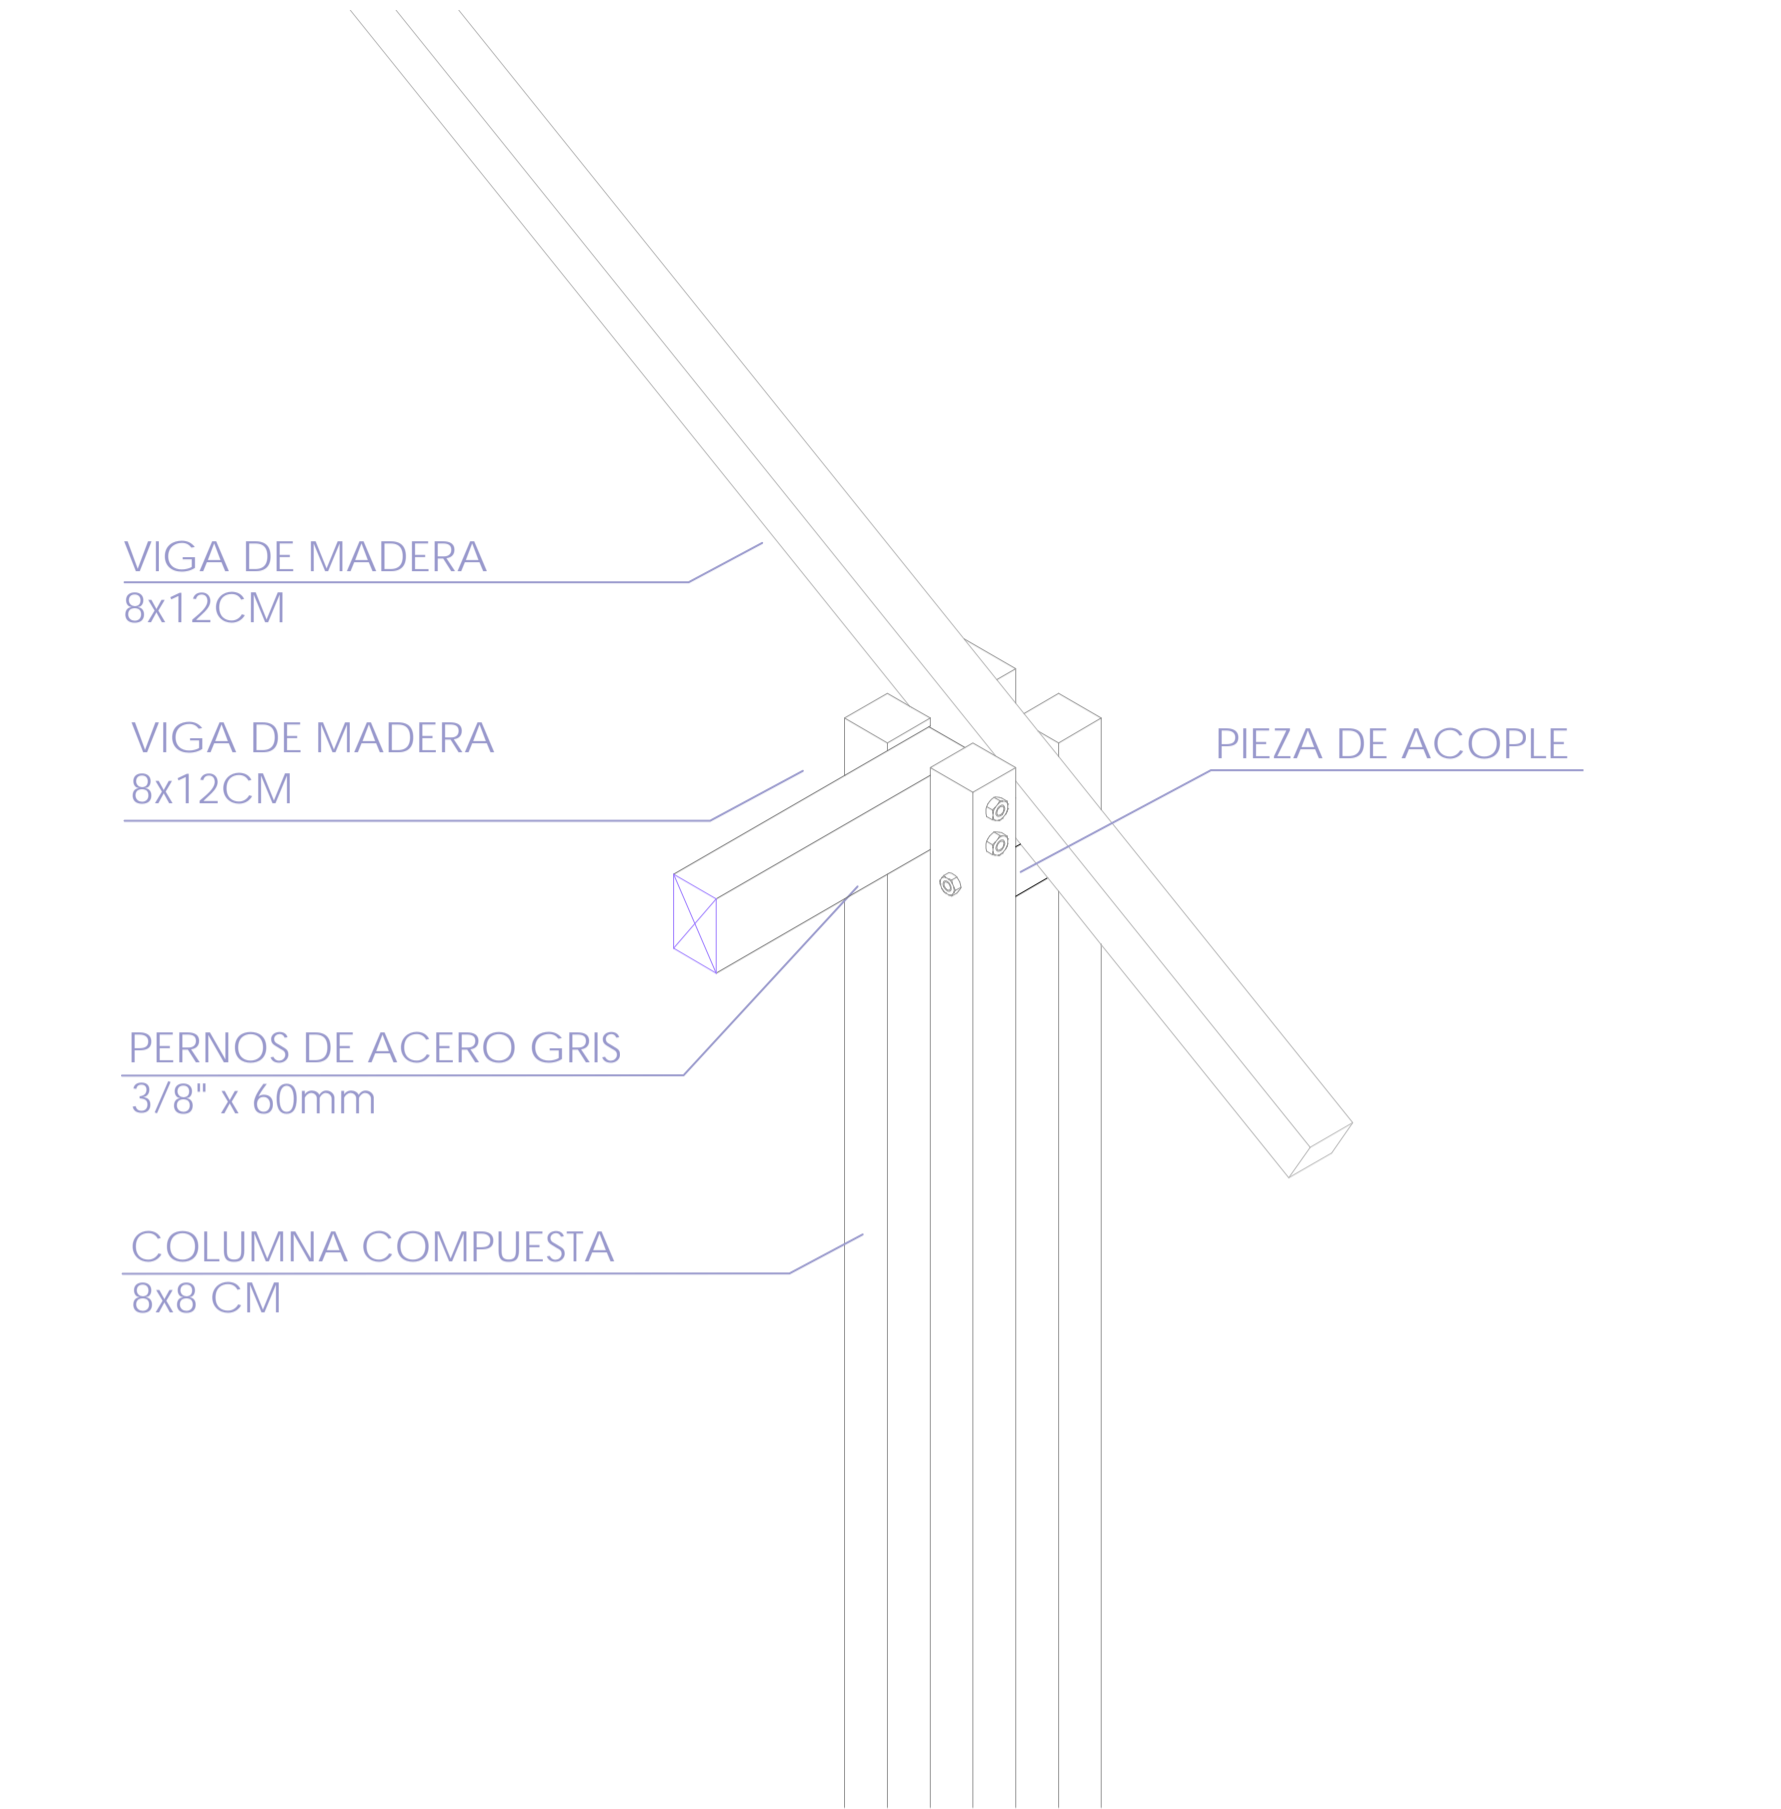 VIGA DE MADERA
8x12CM
VIGA DE MADERA
8x12CM
PIEZA DE ACOPLE
PERNOS DE ACERO GRIS
3/8" x 60mm
COLUMNA COMPUESTA
8x8 CM